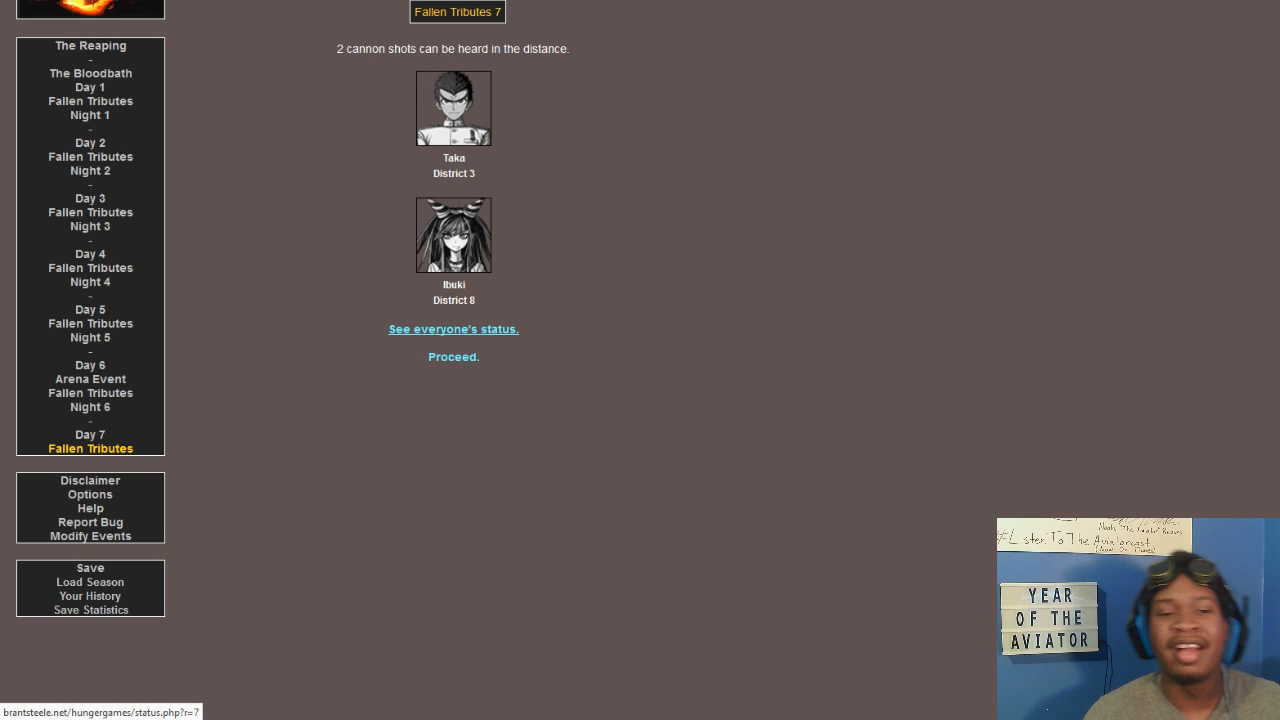 The Reaping
-
The Bloodbath
Day 1
Fallen Tributes
Night 1
-
Day 2
Fallen Tributes
Night 2
-
Day 3
Fallen Tributes
Night 3
-
Day 4
Fallen Tributes
Night 4
-
Day 5
Fallen Tributes
Night 5
-
Day 6
Arena Event
Fallen Tributes
Night 6
-
Day 7
Fallen Tributes
Disclaimer
Options
Help
Report Bug
Modify Events
Save
Load Season
Your History
Save Statistics
Fallen Tributes 7
2 cannon shots can be heard in the distance.
Taka
District 3
Ibuki
District 8
See everyone's status.
Proceed.
The
To The Aviatorcast
YEAR
OF THE
AVIATOR
brantsteele.net/hungergames/status.php?r=7